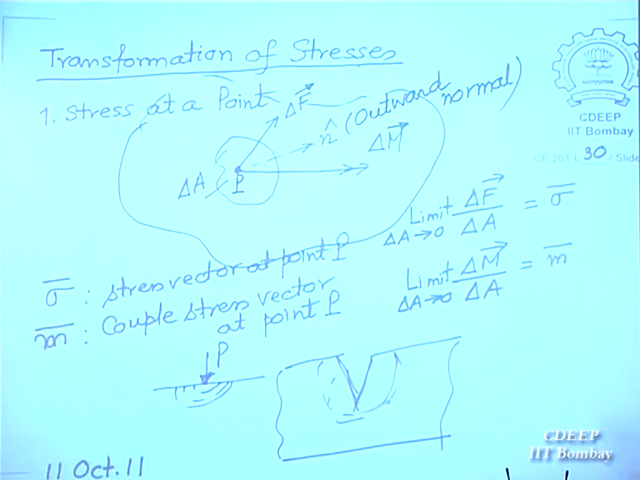 Transformation of Stresses
1. Stress at a Point
ΔF
n̂ (Outward normal)
ΔM
ΔA
P
Limit ΔF/ΔA = σ
ΔA→0
Limit ΔM/ΔA = m
ΔA→0
σ : stress vector at point P
m : Couple stress vector
at point P
P
11 Oct. 11
CDEEP
IIT Bombay
CE 201 L 30 / Slide
CDEEP
IIT Bombay